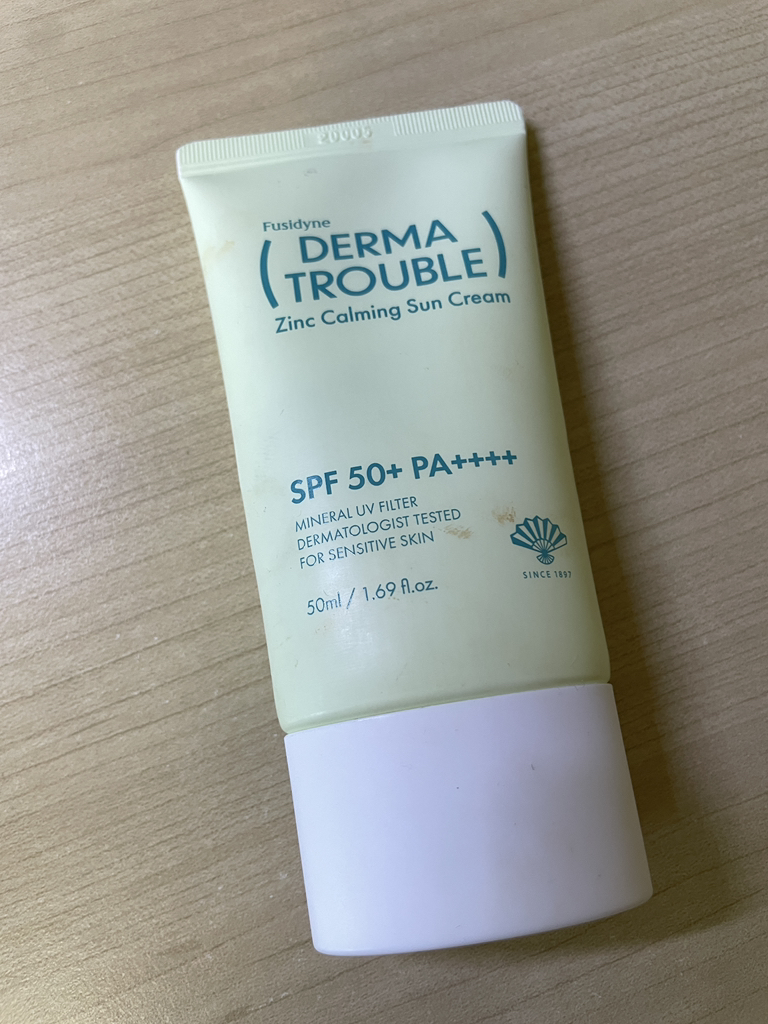 Fusidyne
( DERMA
TROUBLE )
Zinc Calming Sun Cream
SPF 50+ PA++++
MINERAL UV FILTER
DERMATOLOGIST TESTED
FOR SENSITIVE SKIN
50ml / 1.69 fl.oz.
SINCE 1897